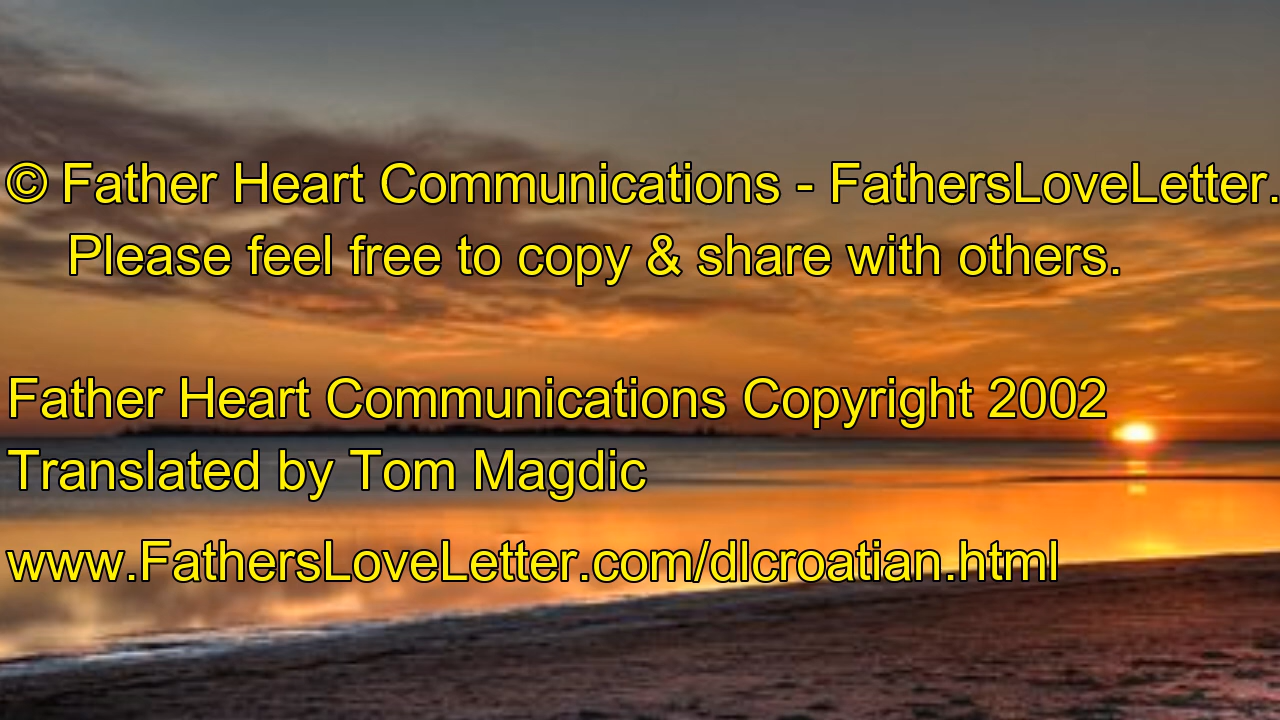 © Father Heart Communications - FathersLoveLetter.
Please feel free to copy & share with others.
Father Heart Communications Copyright 2002
Translated by Tom Magdic
www.FathersLoveLetter.com/dlcroatian.html